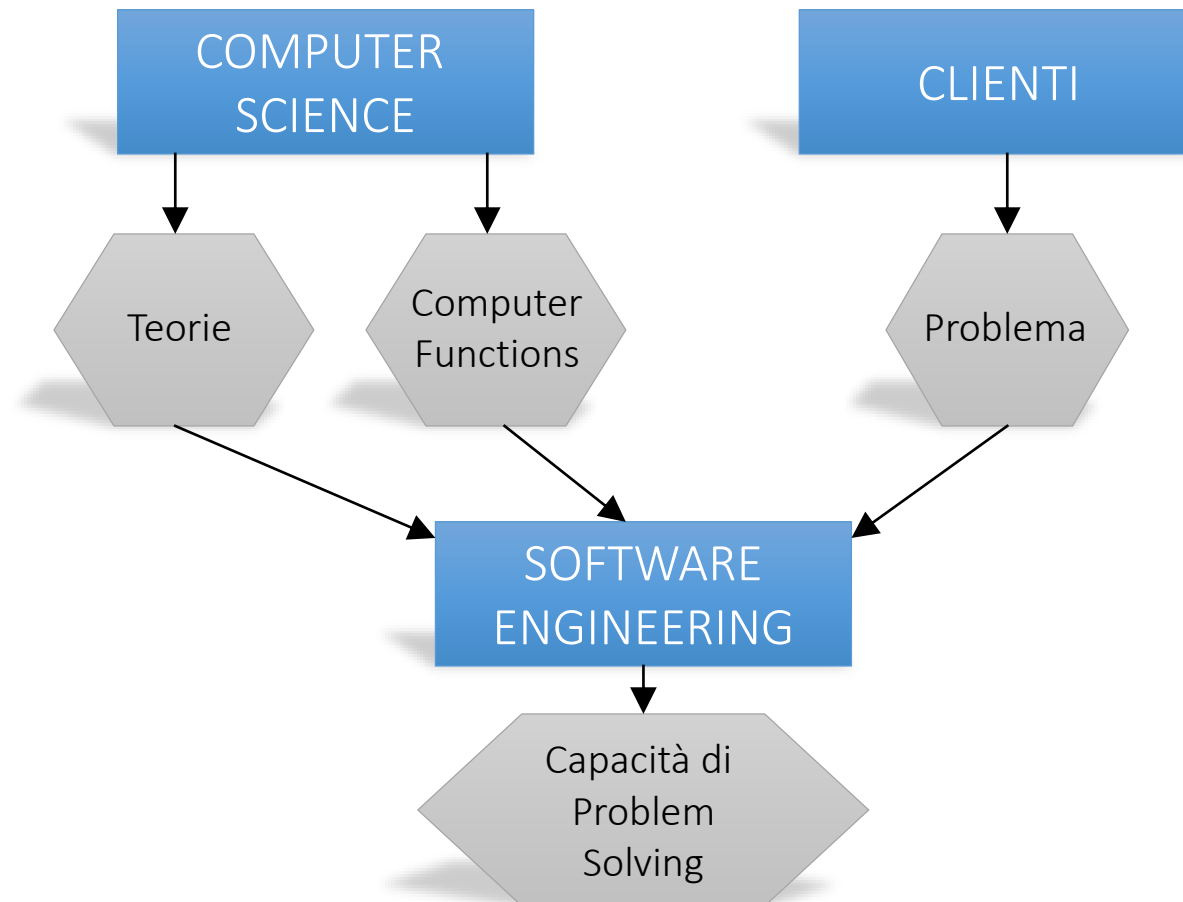 COMPUTER
SCIENCE
CLIENTI
Teorie
Computer
Functions
Problema
SOFTWARE
ENGINEERING
Capacità di
Problem
Solving